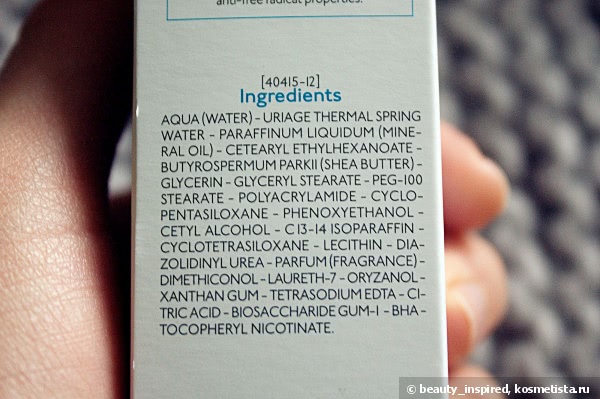 anti-free radical properties.
[40415-12]
Ingredients
AQUA (WATER) - URIAGE THERMAL SPRING
WATER - PARAFFINUM LIQUIDUM (MINE-
RAL OIL) - CETEARYL ETHYLHEXANOATE -
BUTYROSPERMUM PARKII (SHEA BUTTER) -
GLYCERIN - GLYCERYL STEARATE - PEG-100
STEARATE - POLYACRYLAMIDE - CYCLO-
PENTASILOXANE - PHENOXYETHANOL -
CETYL ALCOHOL - C13-14 ISOPARAFFIN -
CYCLOTETRASILOXANE - LECITHIN - DIA-
ZOLIDINYL UREA - PARFUM (FRAGRANCE) -
DIMETHICONOL - LAURETH-7 - ORYZANOL -
XANTHAN GUM - TETRASODIUM EDTA - CI-
TRIC ACID - BIOSACCHARIDE GUM-1 - BHA -
TOCOPHERYL NICOTINATE.
© beauty_inspired, kosmetista.ru